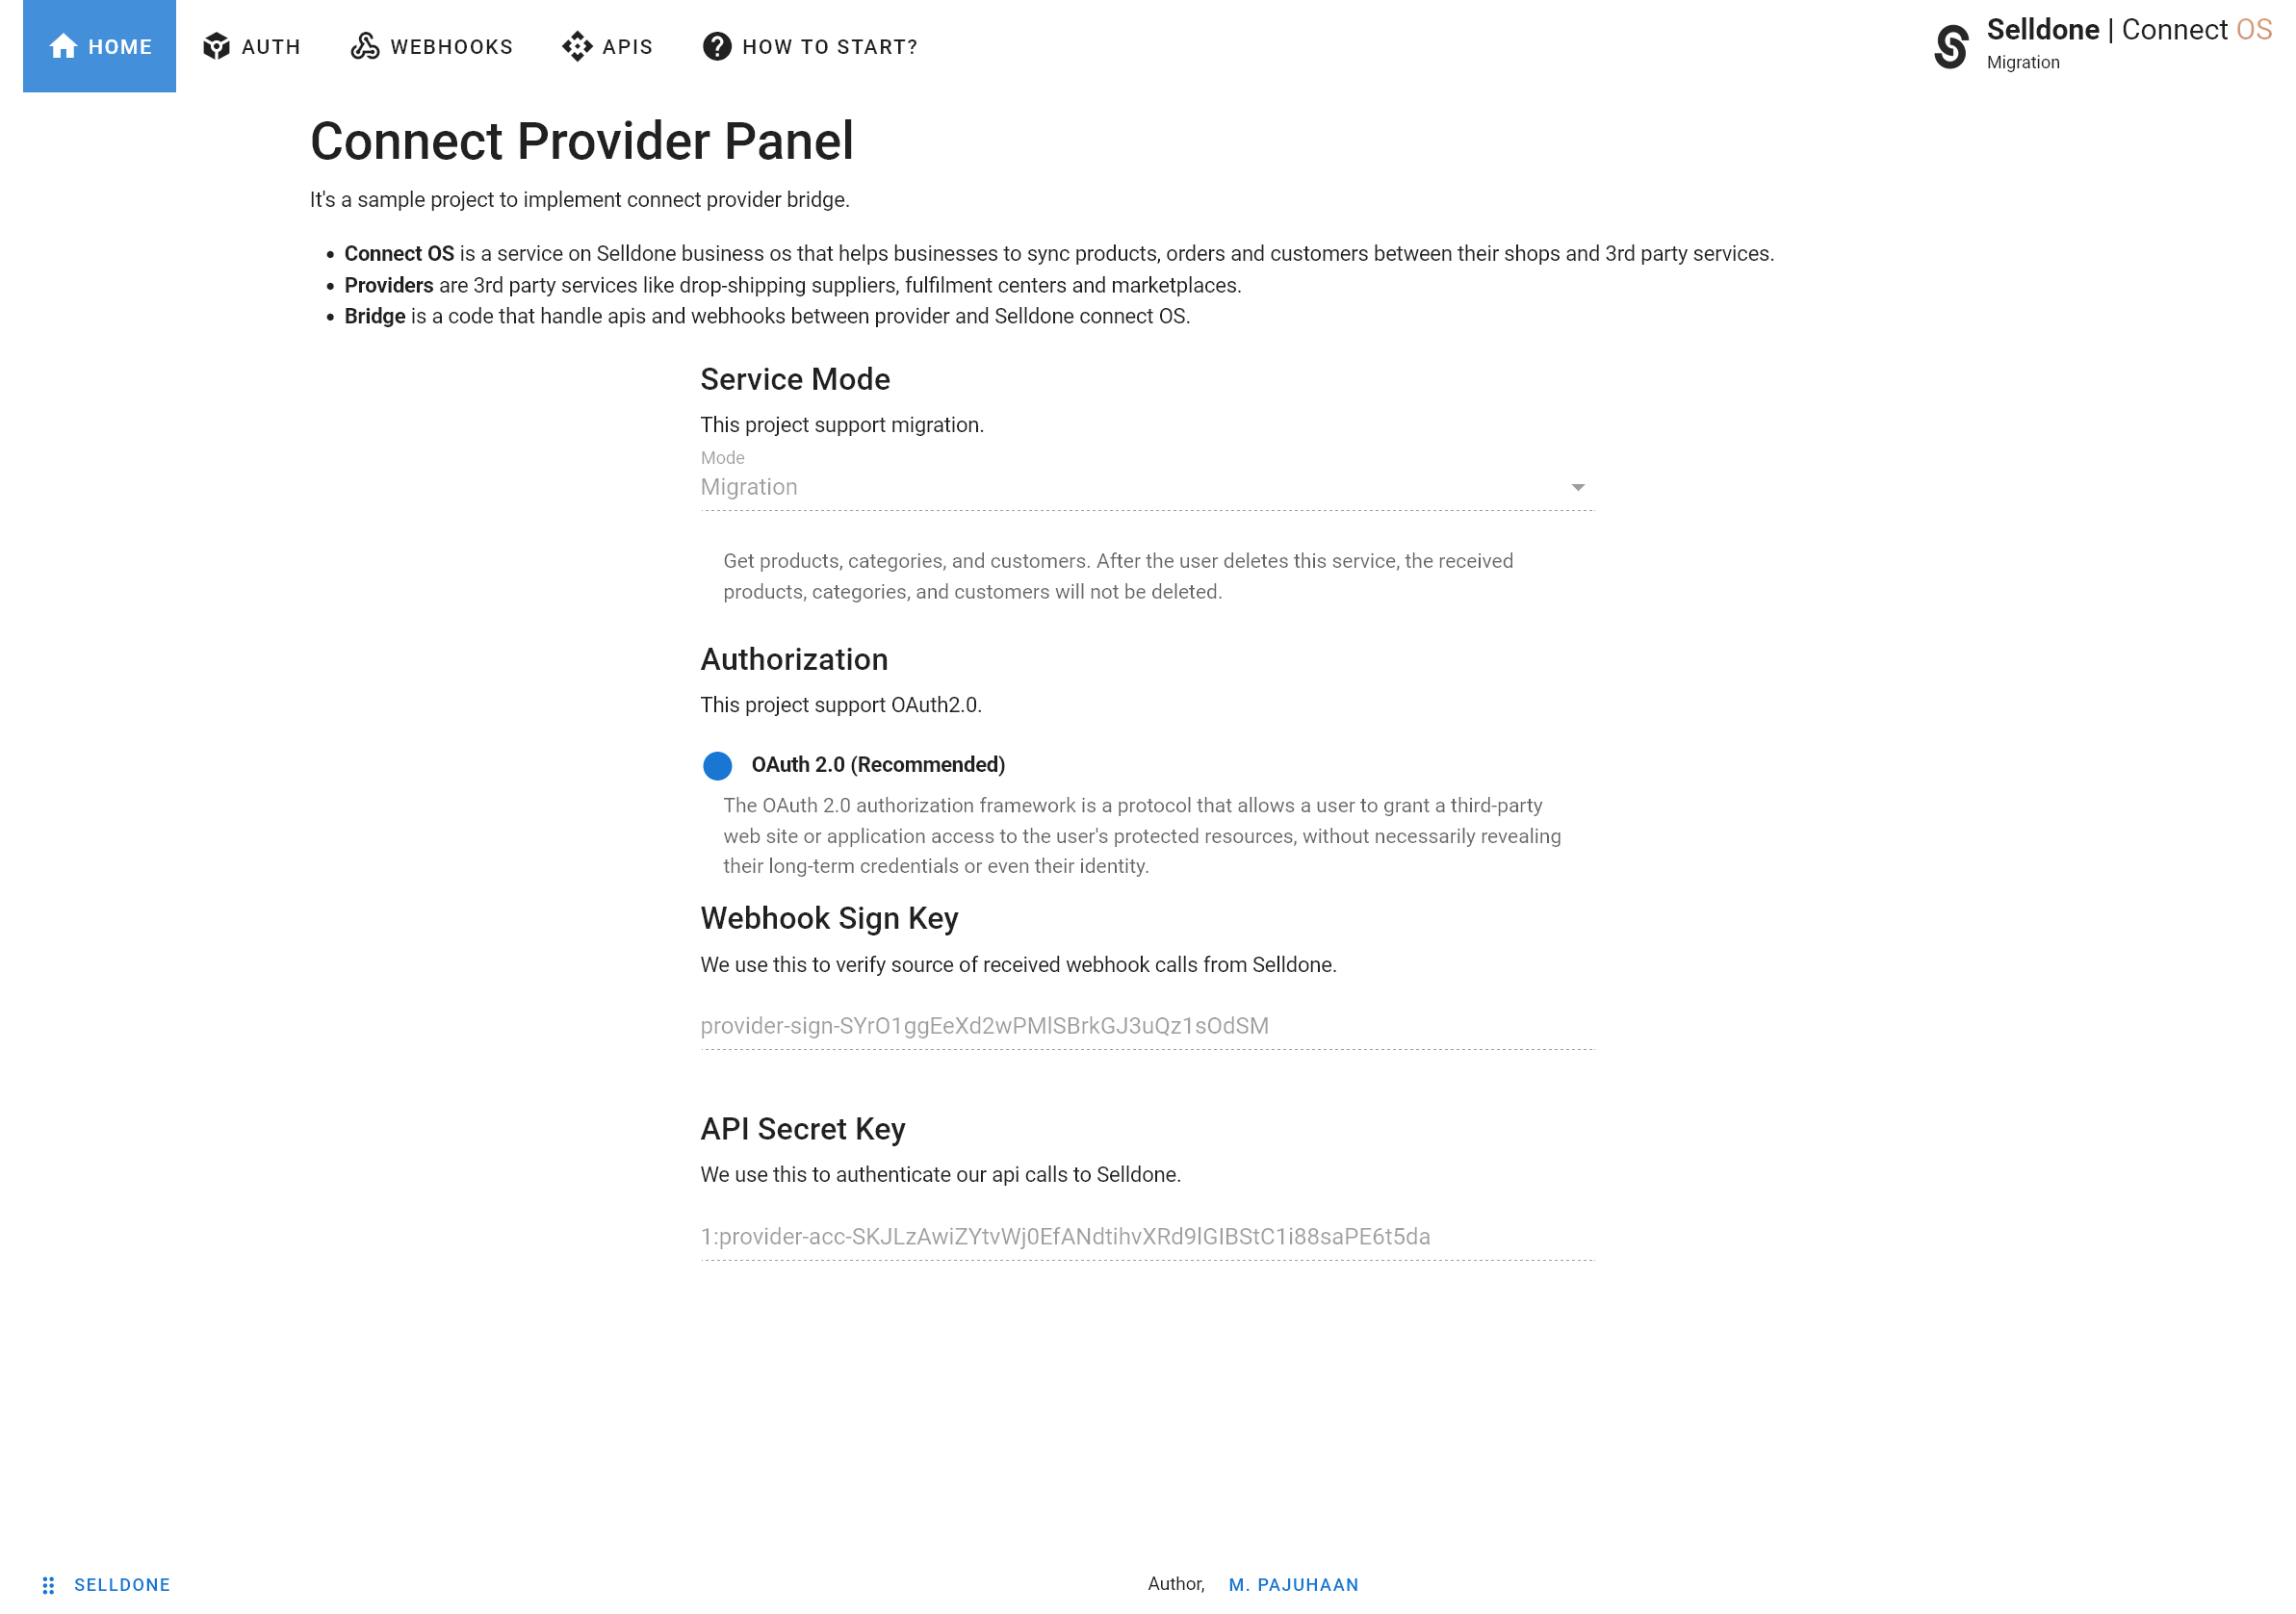 HOME
AUTH
WEBHOOKS
APIS
HOW TO START?
Selldone | Connect OS
Migration
Connect Provider Panel
It's a sample project to implement connect provider bridge.
• Connect OS is a service on Selldone business os that helps businesses to sync products, orders and customers between their shops and 3rd party services.
• Providers are 3rd party services like drop-shipping suppliers, fulfilment centers and marketplaces.
• Bridge is a code that handle apis and webhooks between provider and Selldone connect OS.
Service Mode
This project support migration.
Mode
Migration
Get products, categories, and customers. After the user deletes this service, the received
products, categories, and customers will not be deleted.
Authorization
This project support OAuth2.0.
OAuth 2.0 (Recommended)
The OAuth 2.0 authorization framework is a protocol that allows a user to grant a third-party
web site or application access to the user's protected resources, without necessarily revealing
their long-term credentials or even their identity.
Webhook Sign Key
We use this to verify source of received webhook calls from Selldone.
provider-sign-SYrO1ggEeXd2wPMlSBrkGJ3uQz1sOdSM
API Secret Key
We use this to authenticate our api calls to Selldone.
1:provider-acc-SKJLzAwiZYtvWj0EfANdtihvXRd9lGIBStC1i88saPE6t5da
SELLDONE
Author, M. PAJUHAAN